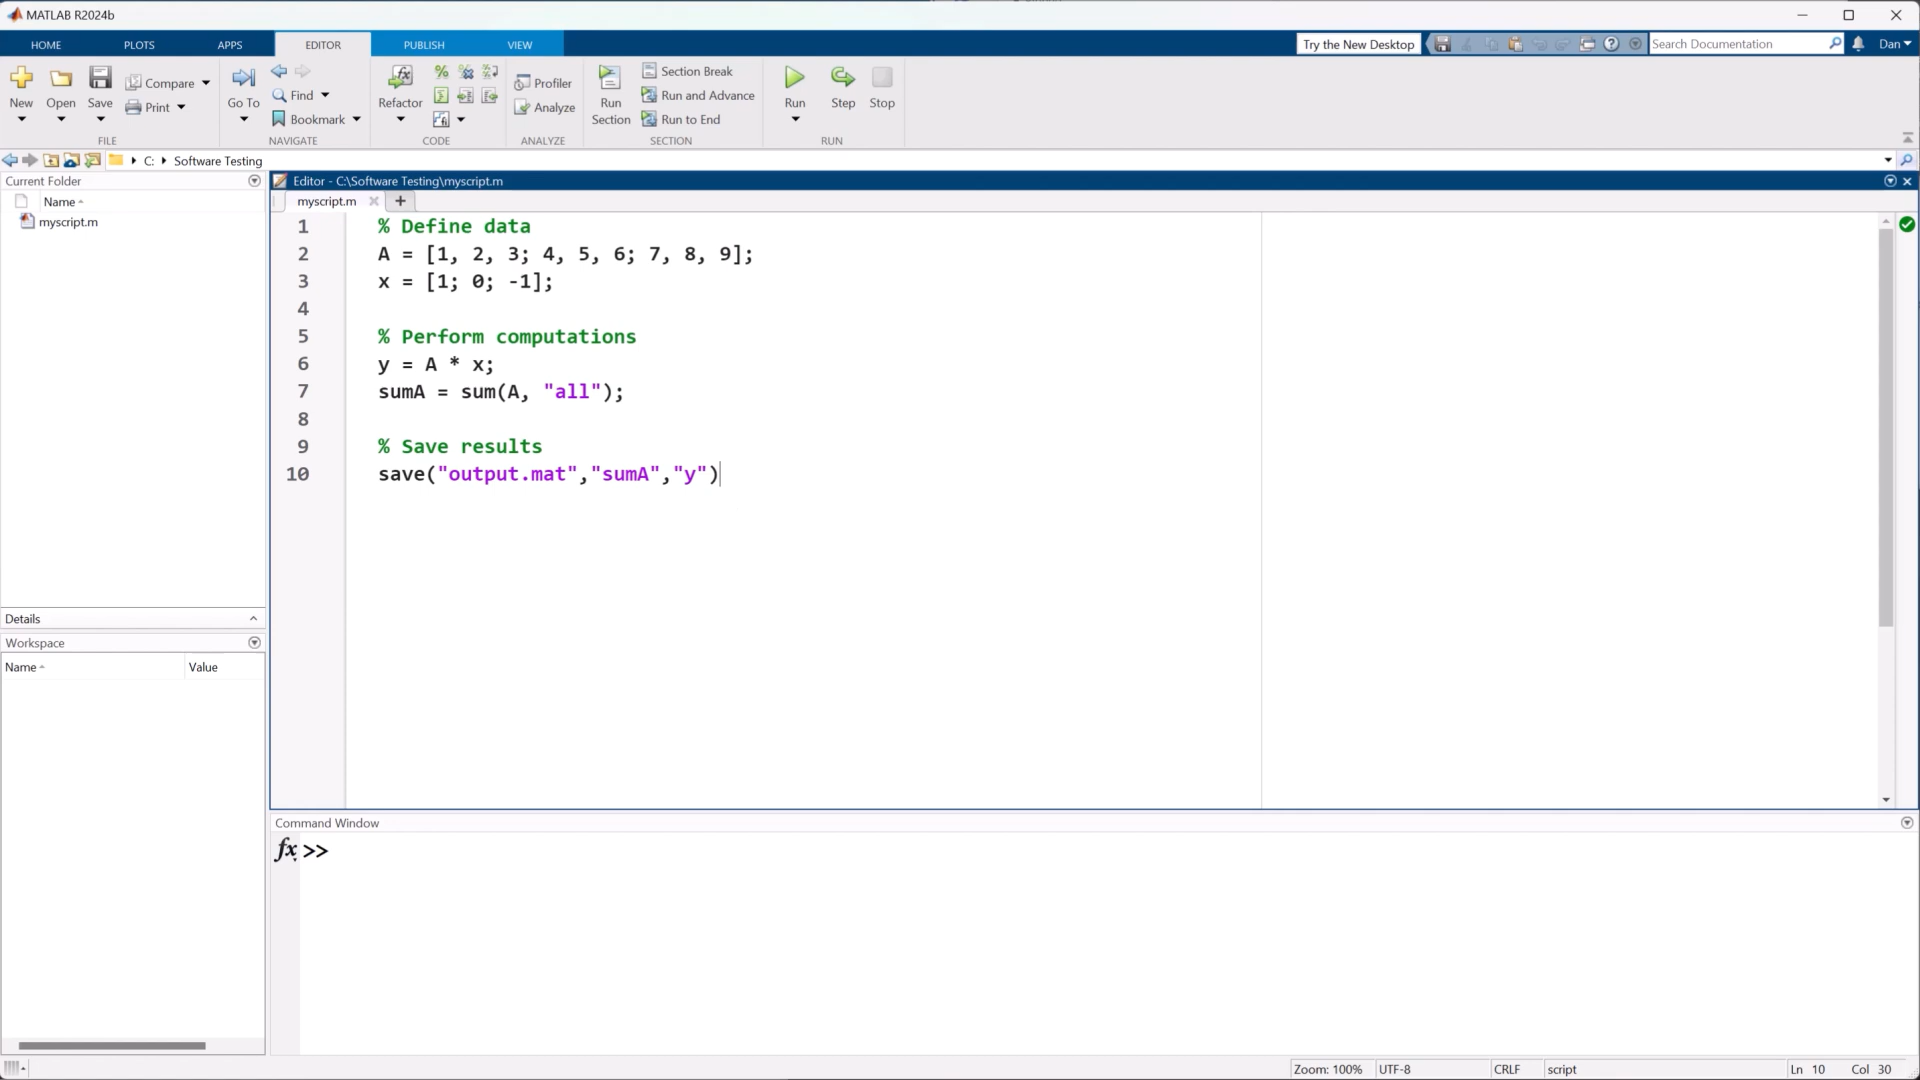 MATLAB R2024b
HOME PLOTS APPS EDITOR PUBLISH VIEW Try the New Desktop Search Documentation Dan
New Open Save Compare Print
FILE
Go To Find Bookmark
NAVIGATE
Refactor
CODE
Profiler Analyze
ANALYZE
Run Section Section Break Run and Advance Run to End
SECTION
Run Step Stop
RUN
C: Software Testing
Current Folder
Name
myscript.m
Details
Workspace
Name Value
Editor - C:\Software Testing\myscript.m
myscript.m +
1 % Define data
2 A = [1, 2, 3; 4, 5, 6; 7, 8, 9];
3 x = [1; 0; -1];
4
5 % Perform computations
6 y = A * x;
7 sumA = sum(A, "all");
8
9 % Save results
10 save("output.mat","sumA","y")
Command Window
fx >>
Zoom: 100% UTF-8 CRLF script Ln 10 Col 30